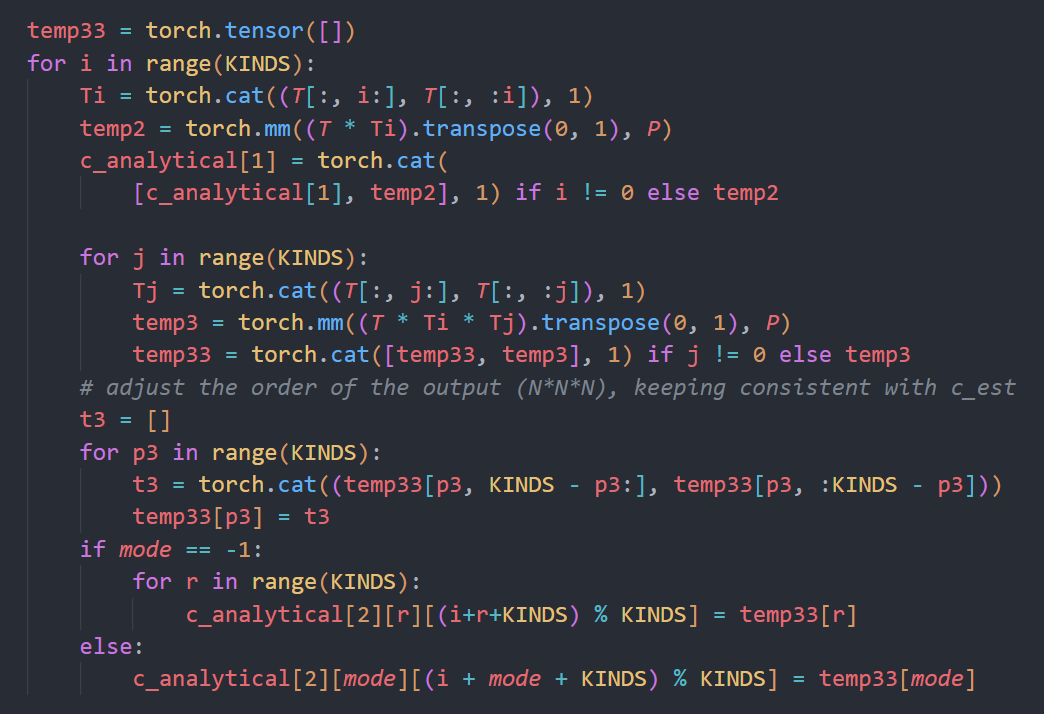 temp33 = torch.tensor([])
for i in range(KINDS):
    Ti = torch.cat((T[:, i:], T[:, :i]), 1)
    temp2 = torch.mm((T * Ti).transpose(0, 1), P)
    c_analytical[1] = torch.cat(
        [c_analytical[1], temp2], 1) if i != 0 else temp2

    for j in range(KINDS):
        Tj = torch.cat((T[:, j:], T[:, :j]), 1)
        temp3 = torch.mm((T * Ti * Tj).transpose(0, 1), P)
        temp33 = torch.cat([temp33, temp3], 1) if j != 0 else temp3
    # adjust the order of the output (N*N*N), keeping consistent with c_est
    t3 = []
    for p3 in range(KINDS):
        t3 = torch.cat((temp33[p3, KINDS - p3:], temp33[p3, :KINDS - p3]))
        temp33[p3] = t3
    if mode == -1:
        for r in range(KINDS):
            c_analytical[2][r][(i+r+KINDS) % KINDS] = temp33[r]
    else:
        c_analytical[2][mode][(i + mode + KINDS) % KINDS] = temp33[mode]